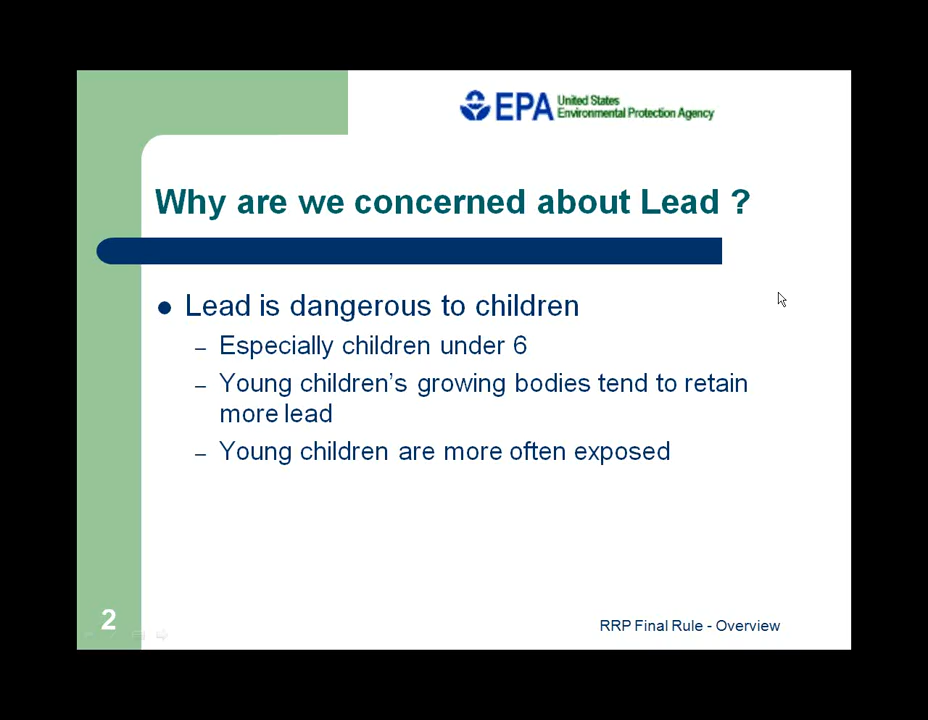 EPA United States
Environmental Protection Agency
Why are we concerned about Lead ?
● Lead is dangerous to children
– Especially children under 6
– Young children’s growing bodies tend to retain
more lead
– Young children are more often exposed
2
RRP Final Rule - Overview